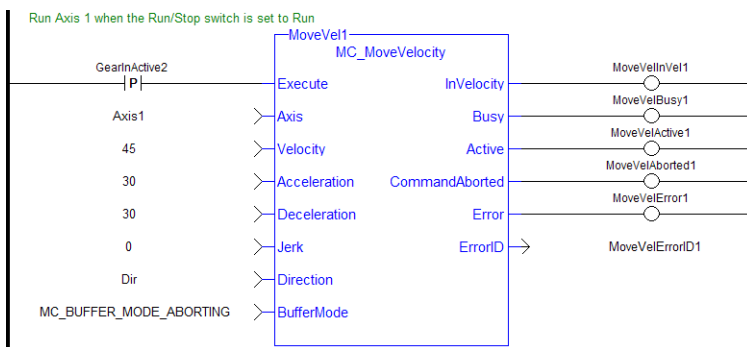 Run Axis 1 when the Run/Stop switch is set to Run
MoveVel1
MC_MoveVelocity
GearInActive2
P
Execute
InVelocity
MoveVelInVel1
Axis1
Axis
Busy
MoveVelBusy1
45
Velocity
Active
MoveVelActive1
30
Acceleration
CommandAborted
MoveVelAborted1
30
Deceleration
Error
MoveVelError1
0
Jerk
ErrorID
MoveVelErrorID1
Dir
Direction
MC_BUFFER_MODE_ABORTING
BufferMode